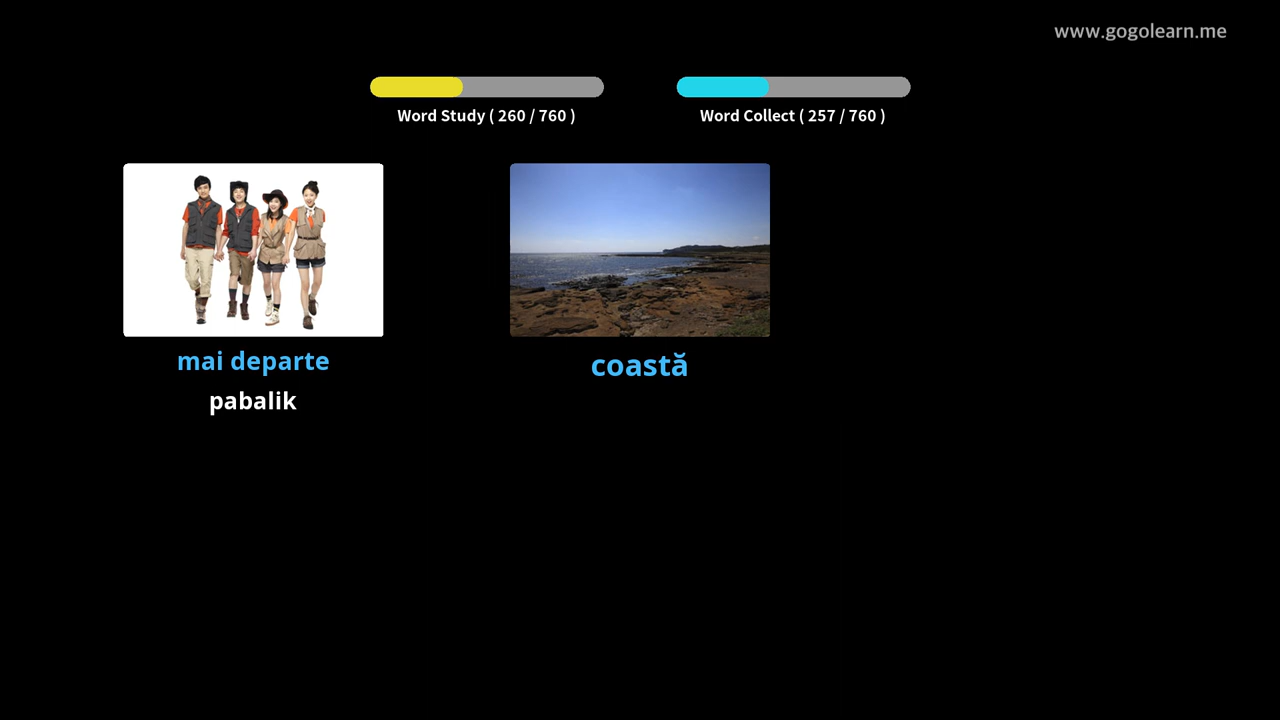 www.gogolearn.me
Word Study ( 260 / 760 )
Word Collect ( 257 / 760 )
mai departe
pabalik
coastă